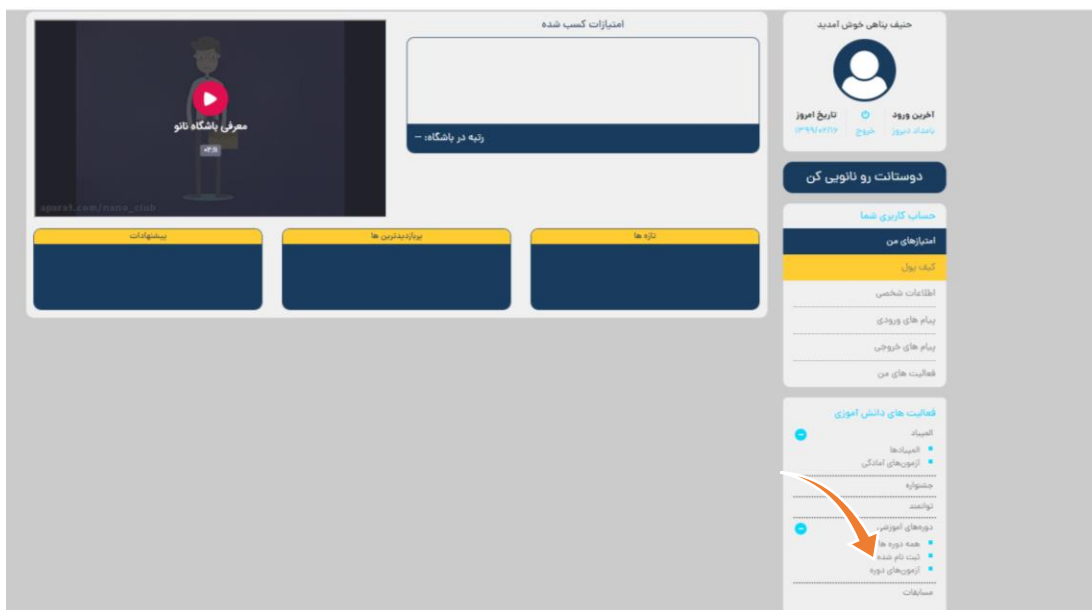 حنیف پناهی خوش آمدید
آخرین ورود
بامداد دیروز
خروج
تاریخ امروز
۱۳۹۹/۰۲/۱۶
دوستانت رو نانویی کن
حساب کاربری شما
امتیازهای من
کیف پول
اطلاعات شخصی
پیام های ورودی
پیام های خروجی
فعالیت های من
فعالیت های دانش آموزی
المپیاد
المپیادها
آزمون‌های آمادگی
جشنواره
توانمند
دوره‌های آموزشی
همه دوره ها
ثبت نام شده
آزمون‌های دوره
مسابقات
امتیازات کسب شده
رتبه در باشگاه: –
معرفی باشگاه نانو
aparat.com/nano_club
تازه ها
پربازدیدترین ها
پیشنهادات